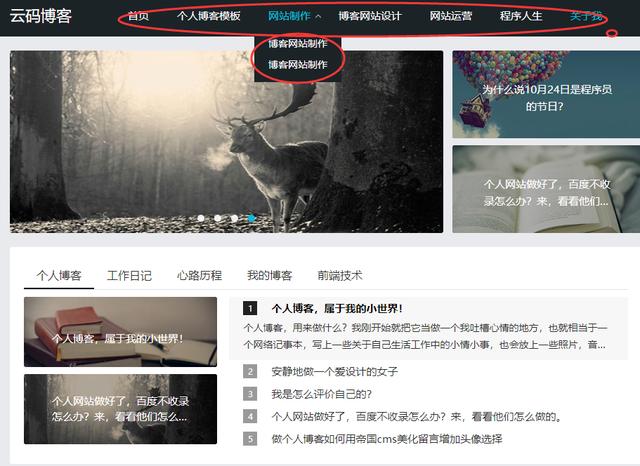 云码博客
首页 个人博客模板 网站制作 博客网站设计 网站运营 程序人生 关于我
博客网站制作
博客网站制作
为什么说10月24日是程序员
的节日？
个人网站做好了，百度不收
录怎么办？来，看看他们...
个人博客 工作日记 心路历程 我的博客 前端技术
个人博客，属于我的小世界！
个人网站做好了，百度不收录
怎么办？来，看看他们怎么...
1 个人博客，属于我的小世界！
个人博客，用来做什么？我刚开始就把它当做一个我吐槽心情的地方，也就相当于一
个网络记事本，写上一些关于自己生活工作中的小情小事，也会放上一些照片，音...
2 安静地做一个爱设计的女子
3 我是怎么评价自己的?
4 个人网站做好了，百度不收录怎么办？来，看看他们怎么做的。
5 做个人博客如何用帝国cms美化留言增加头像选择